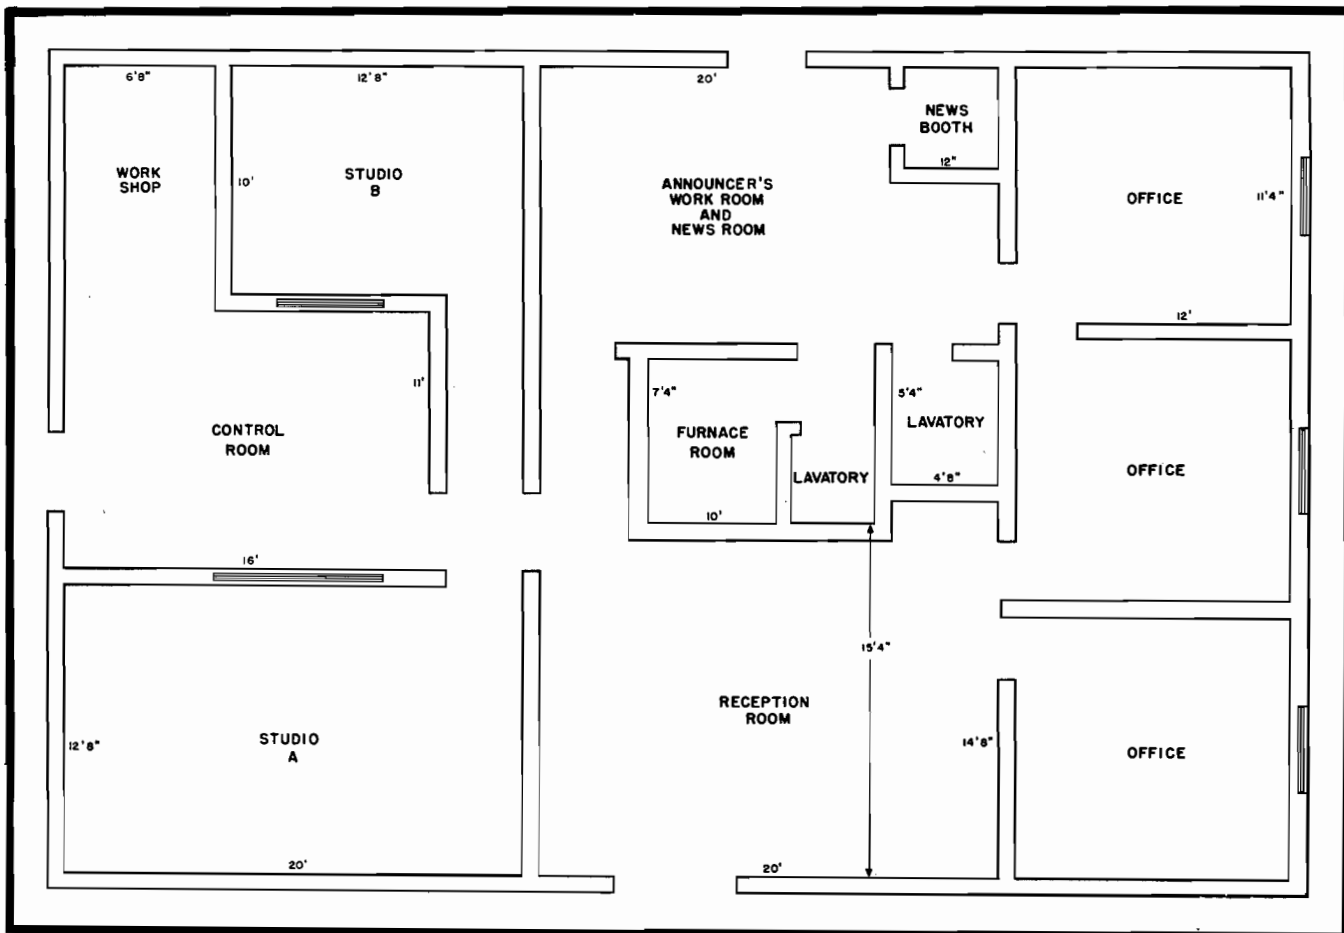 6'8"
12'8"
20'
NEWS
BOOTH
12"
WORK
SHOP
10'
STUDIO
B
ANNOUNCER'S
WORK ROOM
AND
NEWS ROOM
OFFICE
11'4"
12'
11'
7'4"
5'4"
CONTROL
ROOM
FURNACE
ROOM
LAVATORY
LAVATORY
4'8"
OFFICE
10'
16'
15'4"
RECEPTION
ROOM
STUDIO
A
12'8"
14'8"
OFFICE
20'
20'